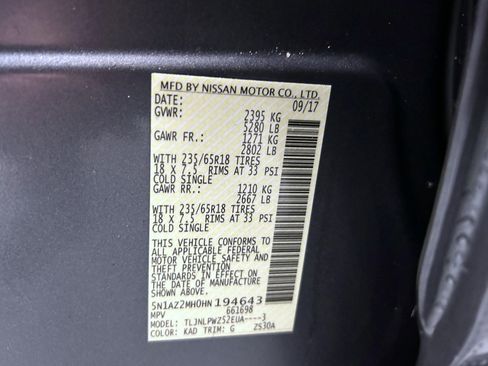 MFD BY NISSAN MOTOR CO., LTD.
DATE: 09/17
GVWR: 2395 KG
5280 LB
GAWR FR.: 1271 KG
2802 LB
WITH 235/65R18 TIRES
18 X 7.5 RIMS AT 33 PSI
COLD SINGLE
GAWR RR.: 1210 KG
2667 LB
WITH 235/65R18 TIRES
18 X 7.5 RIMS AT 33 PSI
COLD SINGLE
THIS VEHICLE CONFORMS TO
ALL APPLICABLE FEDERAL
MOTOR VEHICLE SAFETY AND
THEFT PREVENTION
STANDARDS IN EFFECT ON
THE DATE OF MANUFACTURE
SHOWN ABOVE.
5N1AZ2MH0HN194643
MPV 661698
MODEL: TLJNLPWZ52EUA----3
COLOR: KAD TRIM: G Z530A